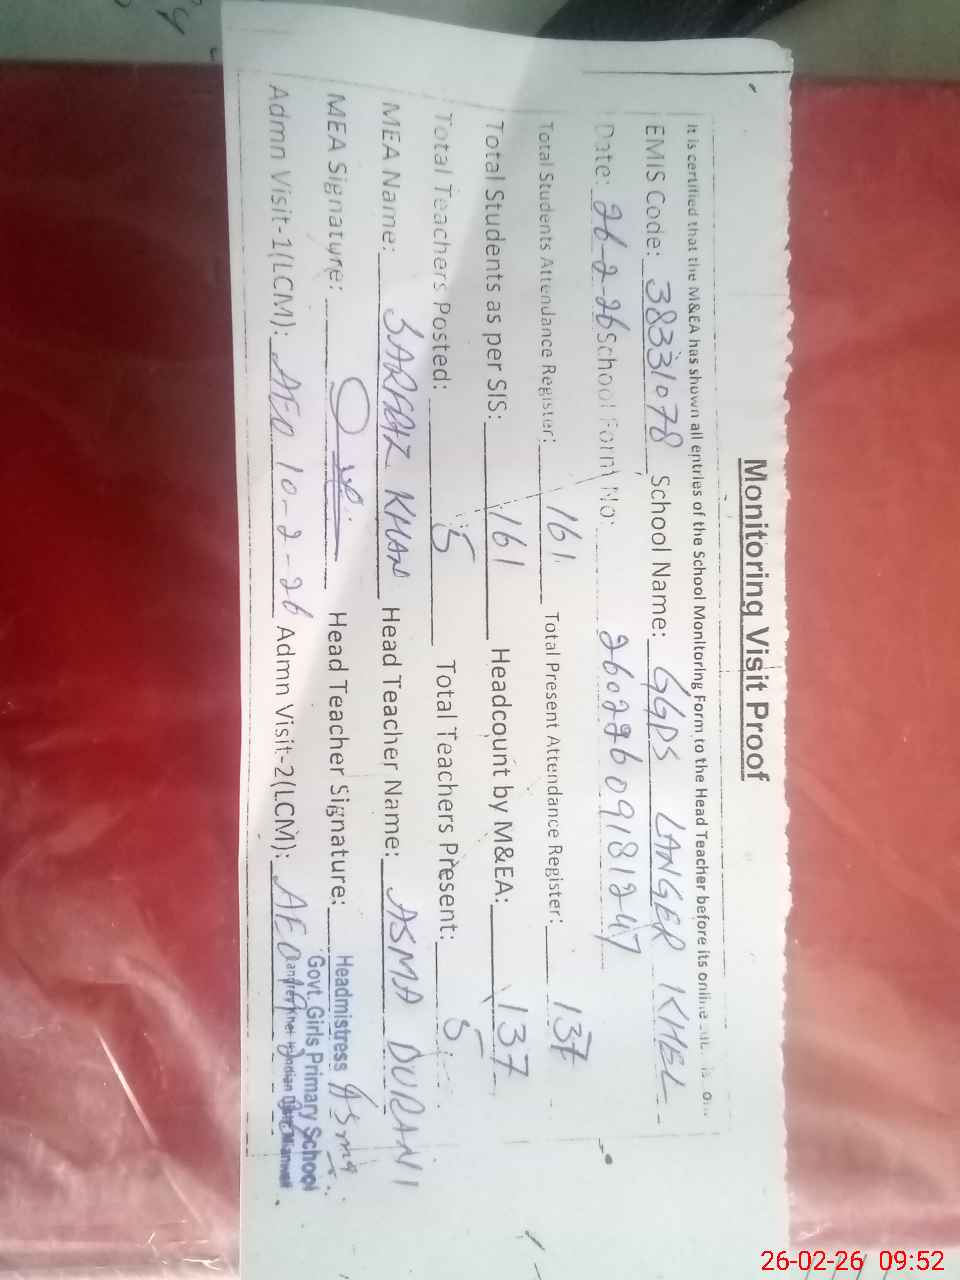 Monitoring Visit Proof
It is certified that the M&EA has shown all entries of the School Monitoring Form to the Head Teacher before its online
EMIS Code: 38331078 School Name: GGPS LANGER KHEL
Date: 26-2-26 School Form No: 26022609181247
Total Students Attendance Register: 161 Total Present Attendance Register: 137
Total Students as per SIS: 161 Headcount by M&EA: 137
Total Teachers Posted: 5 Total Teachers Present: 5
MEA Name: SARFRAZ KHAN Head Teacher Name: ASMA DURANI
MEA Signature: Head Teacher Signature: Asma
Headmistress
Govt. Girls Primary School
Admn Visit-1(LCM): AEO 10-2-26 Admn Visit-2(LCM): AEO
26-02-26 09:52